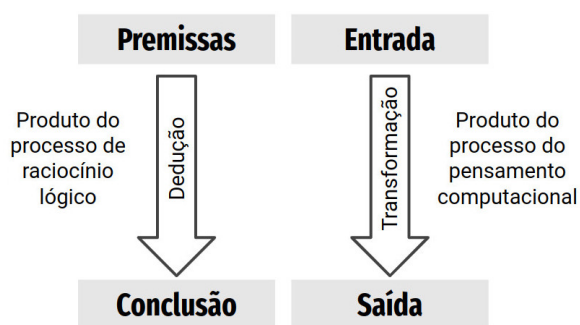 Premissas
Entrada
Produto do
processo de
raciocínio
lógico
Dedução
Transformação
Produto do
processo do
pensamento
computacional
Conclusão
Saída